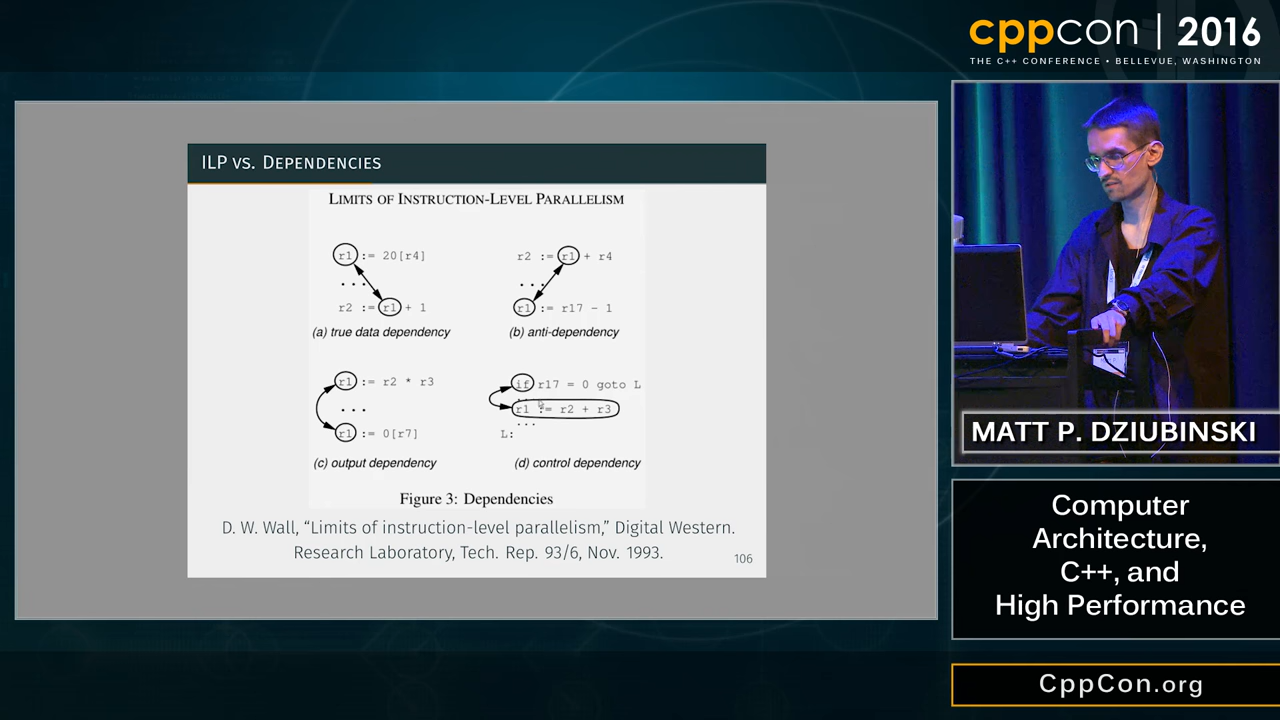 cppcon | 2016
THE C++ CONFERENCE • BELLEVUE, WASHINGTON
ILP vs. Dependencies
LIMITS OF INSTRUCTION-LEVEL PARALLELISM
r1 := 20[r4]
...
r2 := r1 + 1
(a) true data dependency
r2 := r1 + r4
...
r1 := r17 - 1
(b) anti-dependency
r1 := r2 * r3
...
r1 := 0[r7]
(c) output dependency
if r17 = 0 goto L
...
r1 := r2 + r3
...
L:
(d) control dependency
Figure 3: Dependencies
D. W. Wall, “Limits of instruction-level parallelism,” Digital Western.
Research Laboratory, Tech. Rep. 93/6, Nov. 1993.
106
MATT P. DZIUBINSKI
Computer
Architecture,
C++, and
High Performance
CppCon.org